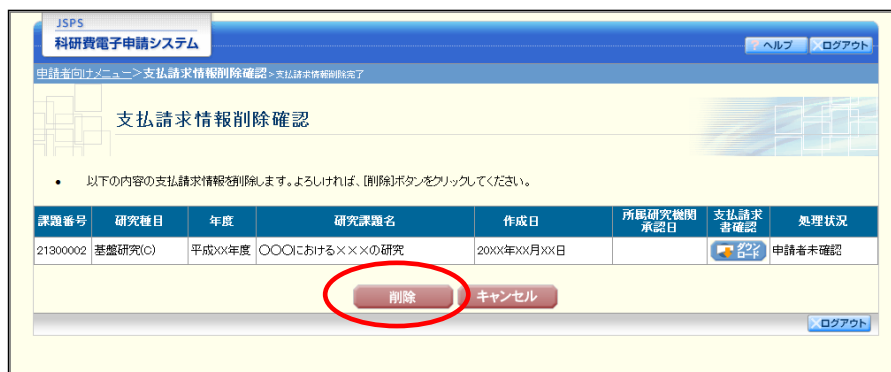 JSPS
科研費電子申請システム
ヘルプ ログアウト
申請者向けメニュー>支払請求情報削除確認>支払請求情報削除完了
支払請求情報削除確認
• 以下の内容の支払請求情報を削除します。よろしければ、[削除]ボタンをクリックしてください。
課題番号 研究種目 年度 研究課題名 作成日 所属研究機関承認日 支払請求書確認 処理状況
21300002 基盤研究(C) 平成XX年度 〇〇〇における×××の研究 20XX年XX月XX日 ダウンロード 申請者未確認
削除 キャンセル
ログアウト